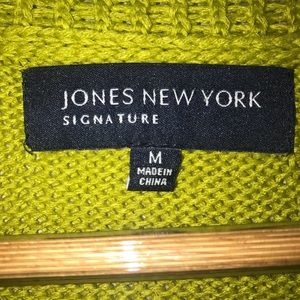 JONES NEW YORK
SIGNATURE
M
MADE IN
CHINA